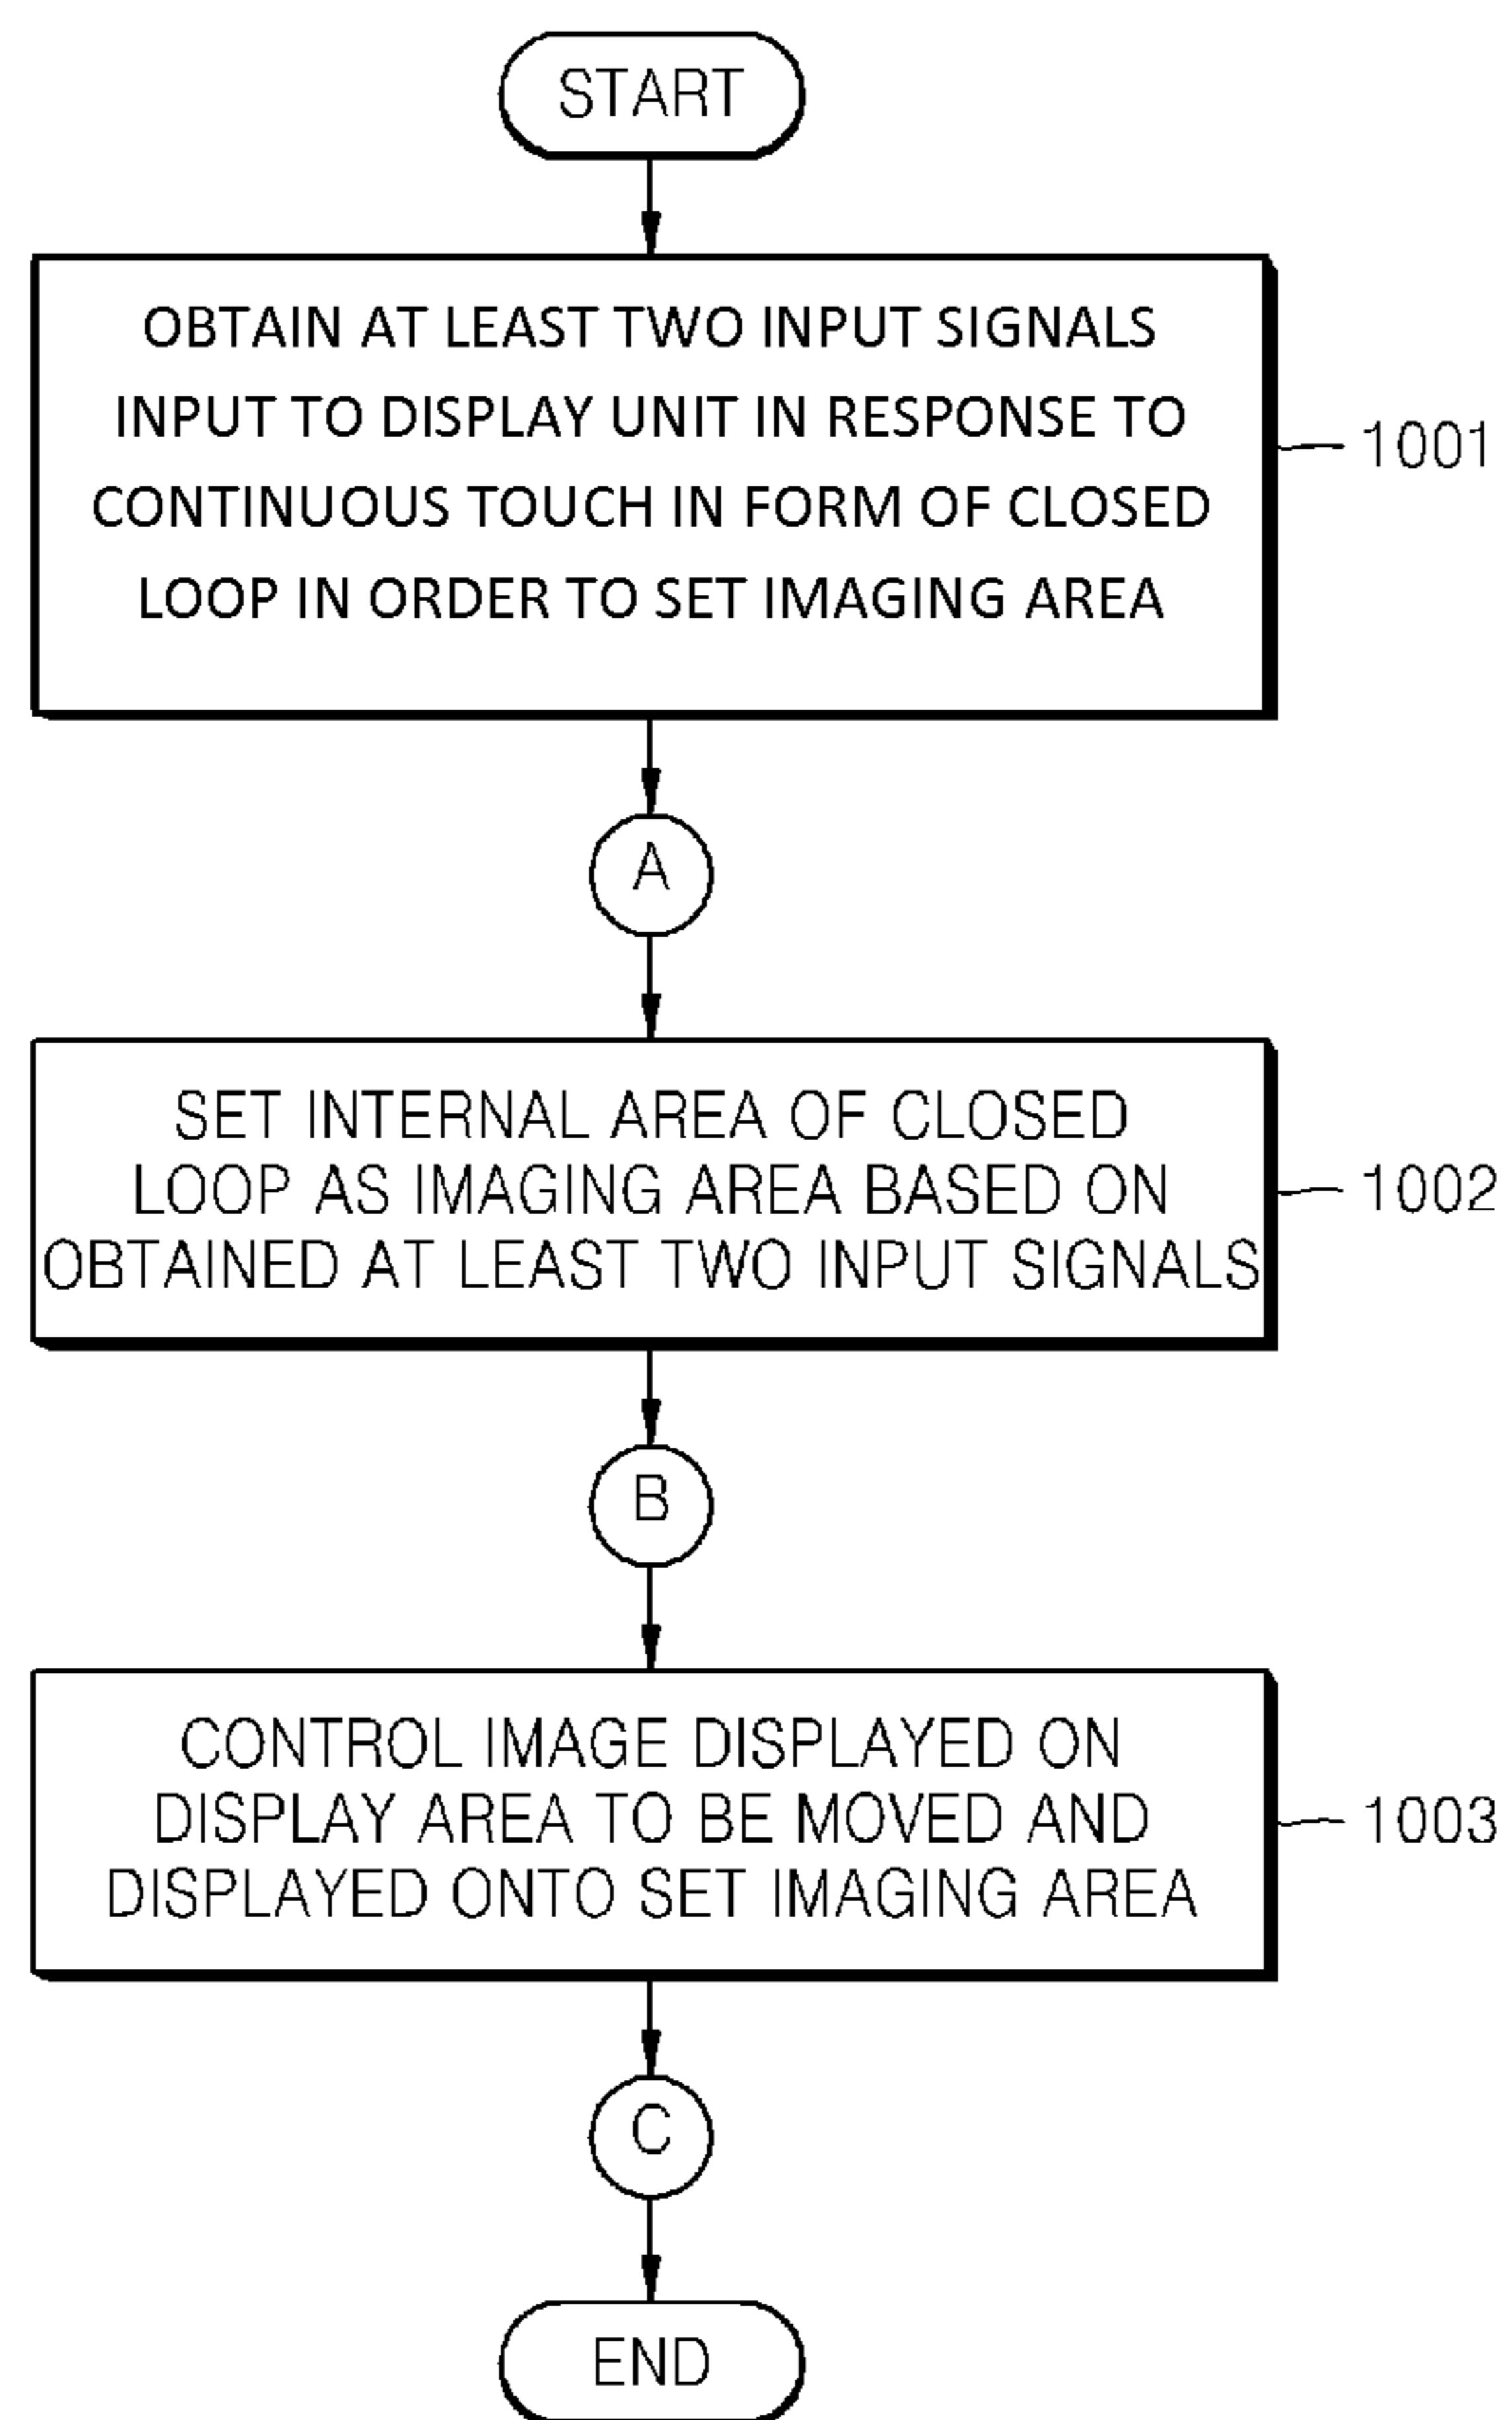 START
OBTAIN AT LEAST TWO INPUT SIGNALS
INPUT TO DISPLAY UNIT IN RESPONSE TO
CONTINUOUS TOUCH IN FORM OF CLOSED
LOOP IN ORDER TO SET IMAGING AREA
1001
A
SET INTERNAL AREA OF CLOSED
LOOP AS IMAGING AREA BASED ON
OBTAINED AT LEAST TWO INPUT SIGNALS
1002
B
CONTROL IMAGE DISPLAYED ON
DISPLAY AREA TO BE MOVED AND
DISPLAYED ONTO SET IMAGING AREA
1003
C
END